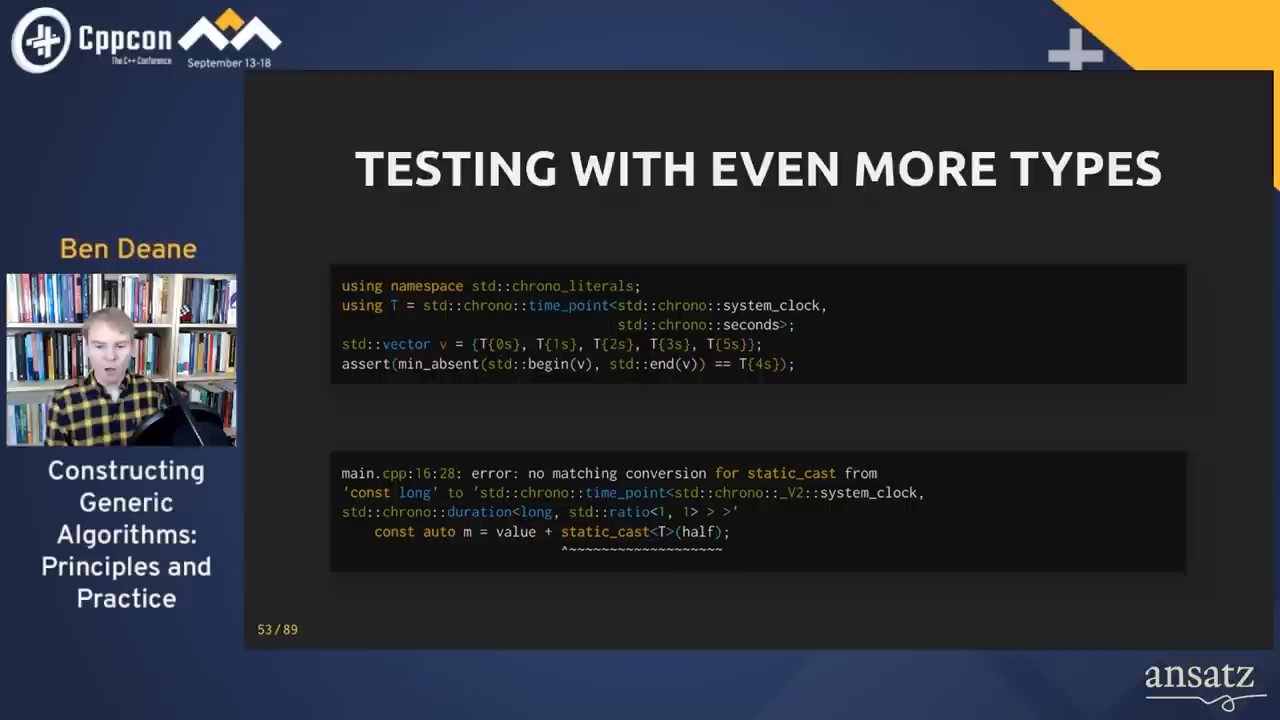 Cppcon
The C++ Conference
September 13-18
TESTING WITH EVEN MORE TYPES
using namespace std::chrono_literals;
using T = std::chrono::time_point<std::chrono::system_clock,
std::chrono::seconds>;
std::vector v = {T{0s}, T{1s}, T{2s}, T{3s}, T{5s}};
assert(min_absent(std::begin(v), std::end(v)) == T{4s});
Ben Deane
Constructing
Generic
Algorithms:
Principles and
Practice
main.cpp:16:28: error: no matching conversion for static_cast from
'const long' to 'std::chrono::time_point<std::chrono::_V2::system_clock,
std::chrono::duration<long, std::ratio<1, 1> > >'
const auto m = value + static_cast<T>(half);
^~~~~~~~~~~~~~~~~~~~
53/89
ansatz